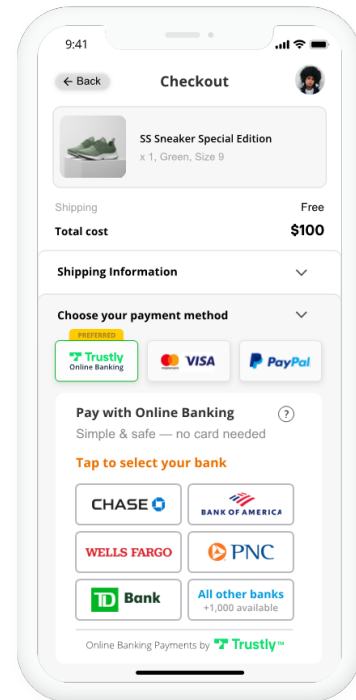 9:41
← Back
Checkout
SS Sneaker Special Edition
x 1, Green, Size 9
Shipping Free
Total cost $100
Shipping Information
Choose your payment method
PREFERRED
Trustly
Online Banking
VISA
PayPal
Pay with Online Banking ?
Simple & safe — no card needed
Tap to select your bank
CHASE
BANK OF AMERICA
WELLS FARGO
PNC
TD Bank
All other banks
+1,000 available
Online Banking Payments by Trustly™